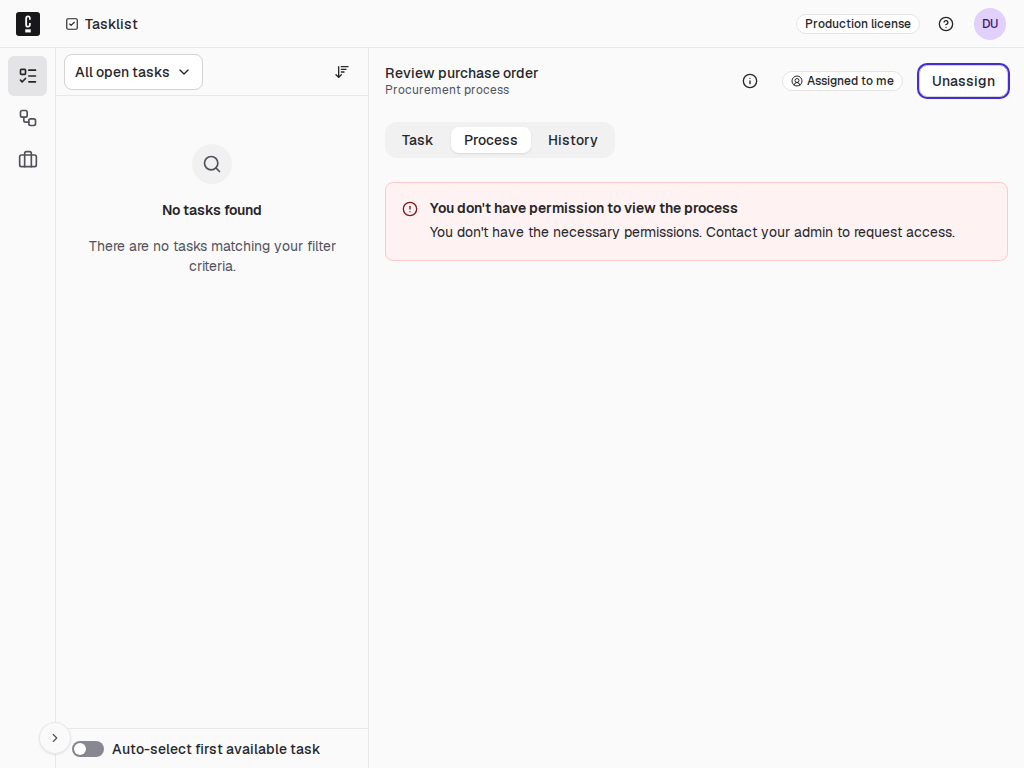 Tasklist
Production license
DU
All open tasks
No tasks found
There are no tasks matching your filter
criteria.
Auto-select first available task
Review purchase order
Procurement process
Assigned to me
Unassign
Task
Process
History
You don't have permission to view the process
You don't have the necessary permissions. Contact your admin to request access.